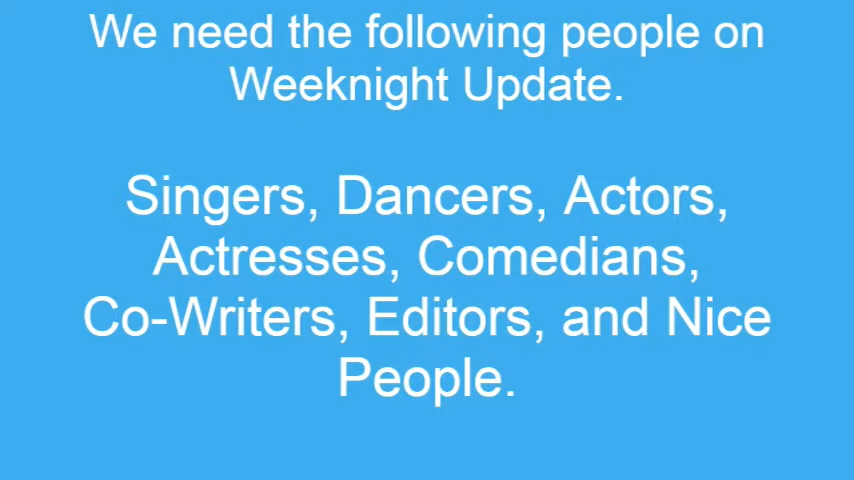 We need the following people on
Weeknight Update.
Singers, Dancers, Actors,
Actresses, Comedians,
Co-Writers, Editors, and Nice
People.